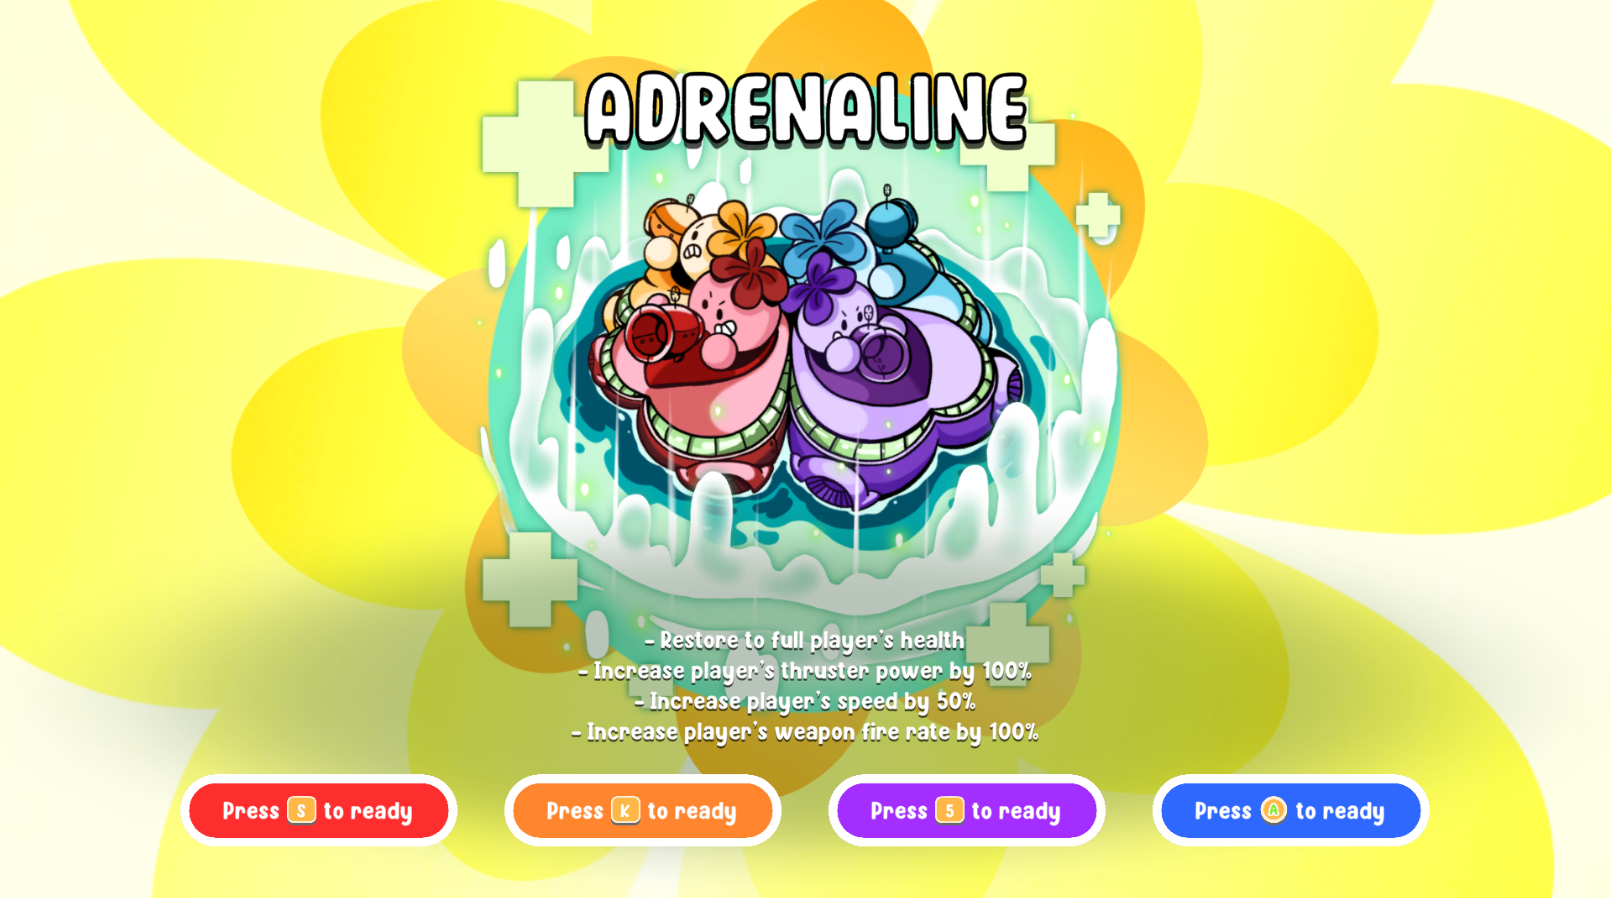 ADRENALINE
- Restore to full player's health
- Increase player's thruster power by 100%
- Increase player's speed by 50%
- Increase player's weapon fire rate by 100%
Press S to ready
Press K to ready
Press 5 to ready
Press A to ready